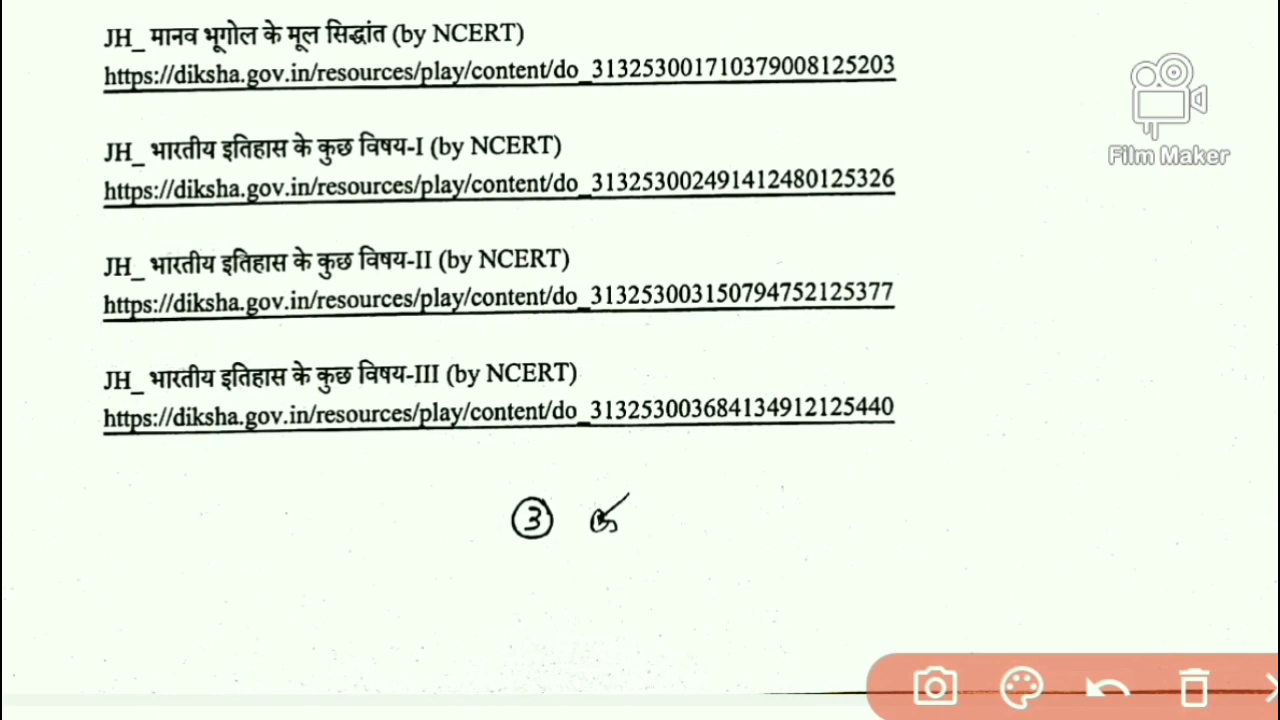 JH_ मानव भूगोल के मूल सिद्धांत (by NCERT)
https://diksha.gov.in/resources/play/content/do_31325300171037900812​5203
JH_ भारतीय इतिहास के कुछ विषय-I (by NCERT)
https://diksha.gov.in/resources/play/content/do_313253002491412480125326
JH_ भारतीय इतिहास के कुछ विषय-II (by NCERT)
https://diksha.gov.in/resources/play/content/do_313253003150794752125377
JH_ भारतीय इतिहास के कुछ विषय-III (by NCERT)
https://diksha.gov.in/resources/play/content/do_313253003684134912125440
3
Film Maker